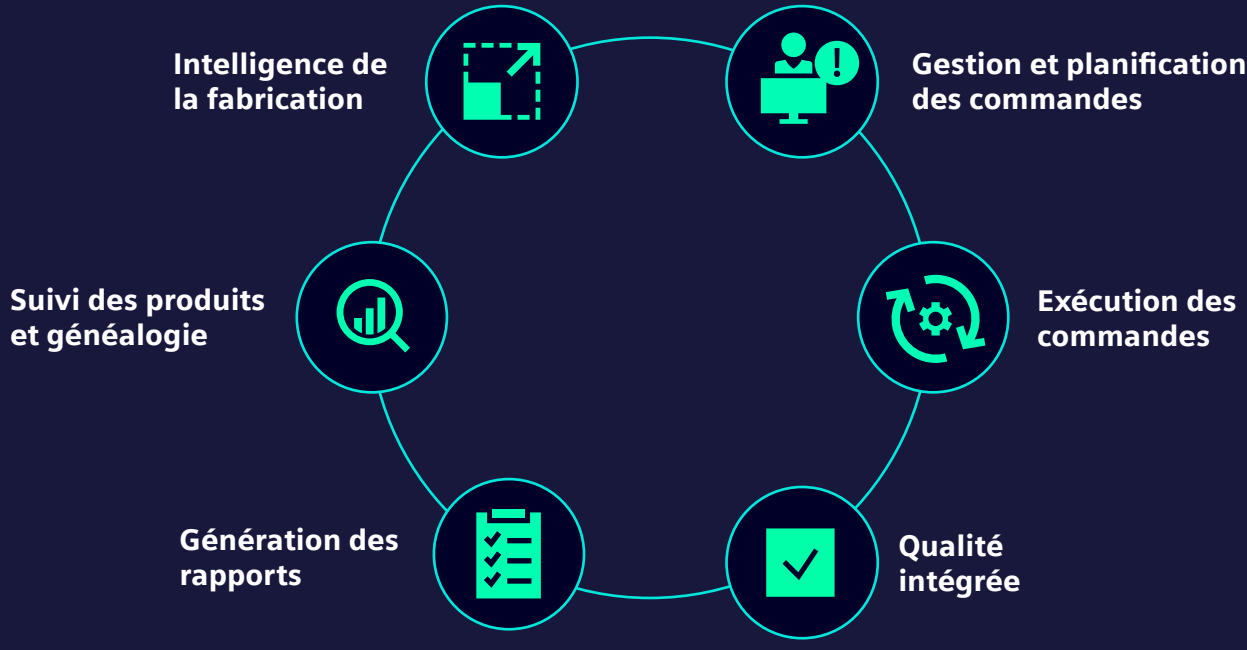 Intelligence de
la fabrication
Gestion et planification
des commandes
Suivi des produits
et généalogie
Exécution des
commandes
Génération des
rapports
Qualité
intégrée